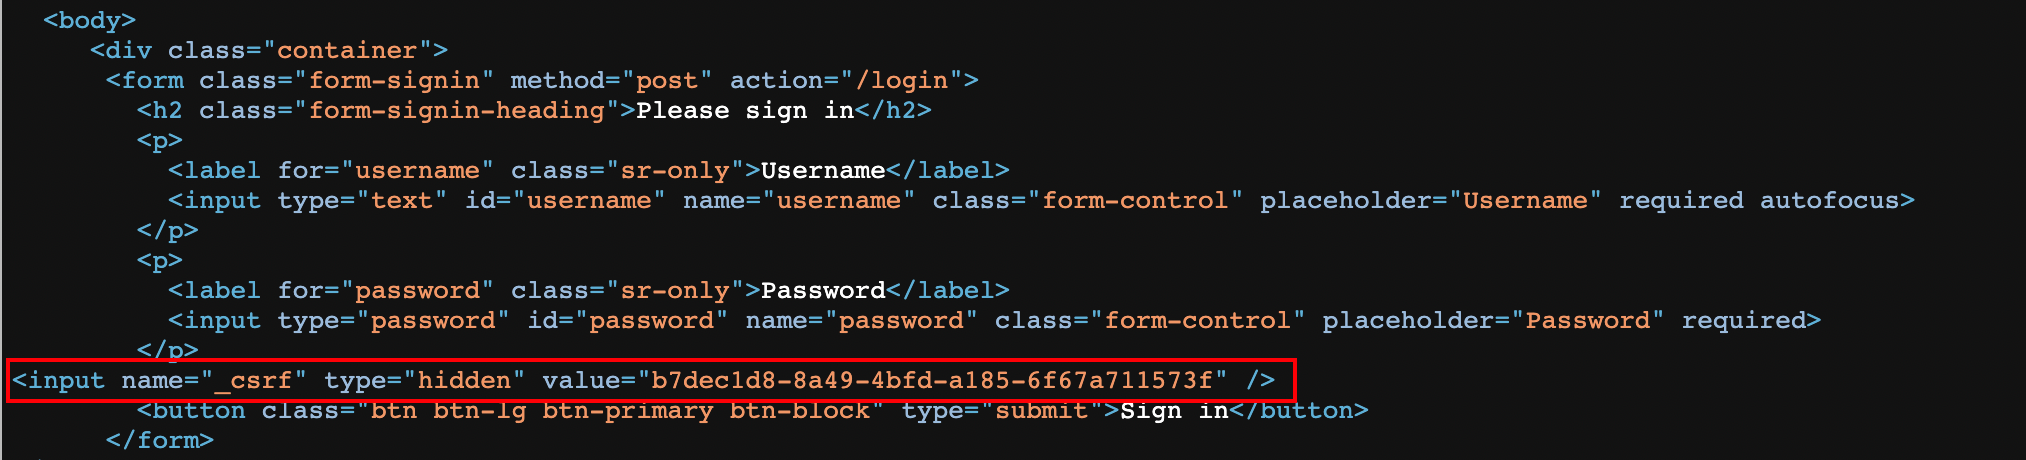 <body>
<div class="container">
<form class="form-signin" method="post" action="/login">
<h2 class="form-signin-heading">Please sign in</h2>
<p>
<label for="username" class="sr-only">Username</label>
<input type="text" id="username" name="username" class="form-control" placeholder="Username" required autofocus>
</p>
<p>
<label for="password" class="sr-only">Password</label>
<input type="password" id="password" name="password" class="form-control" placeholder="Password" required>
</p>
<input name="_csrf" type="hidden" value="b7dec1d8-8a49-4bfd-a185-6f67a711573f" />
<button class="btn btn-lg btn-primary btn-block" type="submit">Sign in</button>
</form>